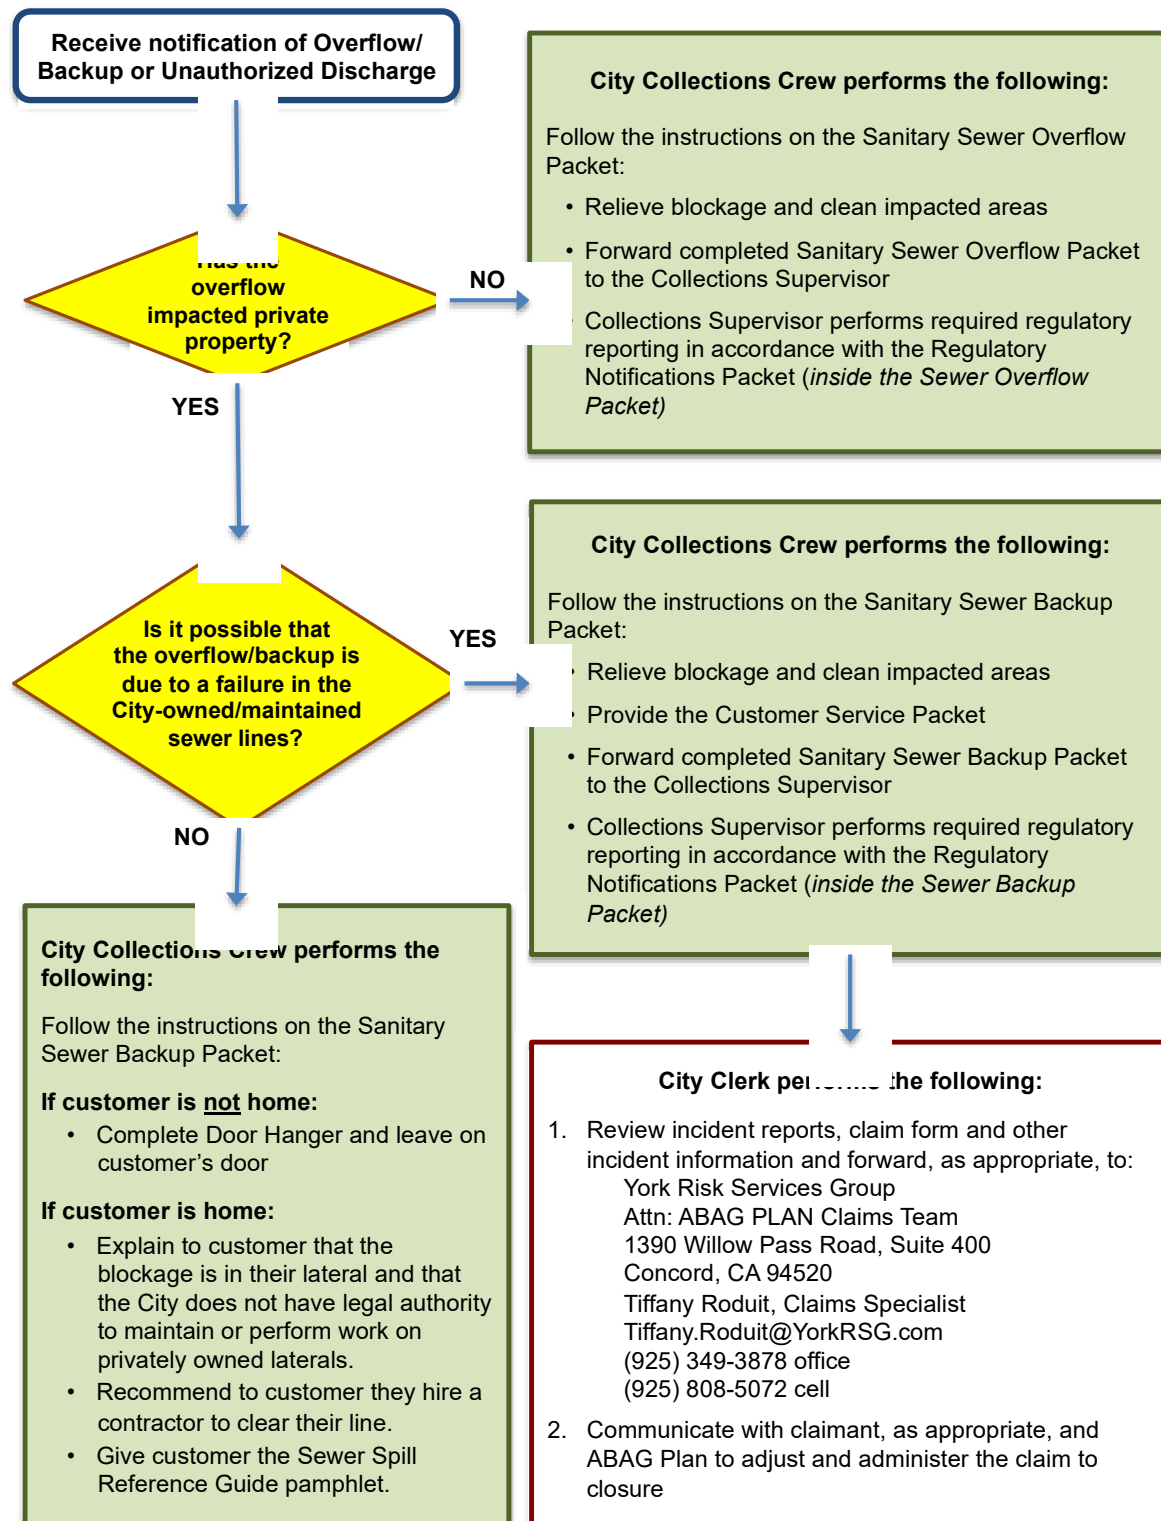 Receive notification of Overflow/
Backup or Unauthorized Discharge
Has the
overflow
impacted private
property?
NO
YES
City Collections Crew performs the following:
Follow the instructions on the Sanitary Sewer Overflow
Packet:
• Relieve blockage and clean impacted areas
• Forward completed Sanitary Sewer Overflow Packet
to the Collections Supervisor
• Collections Supervisor performs required regulatory
reporting in accordance with the Regulatory
Notifications Packet (inside the Sewer Overflow
Packet)
Is it possible that
the overflow/backup is
due to a failure in the
City-owned/maintained
sewer lines?
YES
NO
City Collections Crew performs the following:
Follow the instructions on the Sanitary Sewer Backup
Packet:
• Relieve blockage and clean impacted areas
• Provide the Customer Service Packet
• Forward completed Sanitary Sewer Backup Packet
to the Collections Supervisor
• Collections Supervisor performs required regulatory
reporting in accordance with the Regulatory
Notifications Packet (inside the Sewer Backup
Packet)
City Collections Crew performs the
following:
Follow the instructions on the Sanitary
Sewer Backup Packet:
If customer is not home:
• Complete Door Hanger and leave on
customer’s door
If customer is home:
• Explain to customer that the
blockage is in their lateral and that
the City does not have legal authority
to maintain or perform work on
privately owned laterals.
• Recommend to customer they hire a
contractor to clear their line.
• Give customer the Sewer Spill
Reference Guide pamphlet.
City Clerk performs the following:
1. Review incident reports, claim form and other
incident information and forward, as appropriate, to:
York Risk Services Group
Attn: ABAG PLAN Claims Team
1390 Willow Pass Road, Suite 400
Concord, CA 94520
Tiffany Roduit, Claims Specialist
Tiffany.Roduit@YorkRSG.com
(925) 349-3878 office
(925) 808-5072 cell
2. Communicate with claimant, as appropriate, and
ABAG Plan to adjust and administer the claim to
closure